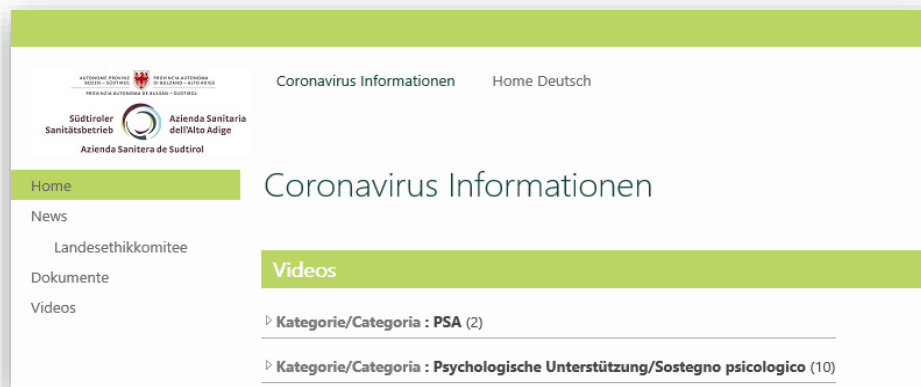 AUTONOME PROVINZ BOZEN – SÜDTIROL
PROVINCIA AUTONOMA DI BOLZANO – ALTO ADIGE
PROVINZIA AUTONOMA DE BULSAN – SUDTIROL
Südtiroler Sanitätsbetrieb
Azienda Sanitaria dell'Alto Adige
Azienda Sanitera de Sudtirol
Coronavirus Informationen
Home Deutsch
Home
News
Landesethikkomitee
Dokumente
Videos
Coronavirus Informationen
Videos
Kategorie/Categoria : PSA (2)
Kategorie/Categoria : Psychologische Unterstützung/Sostegno psicologico (10)